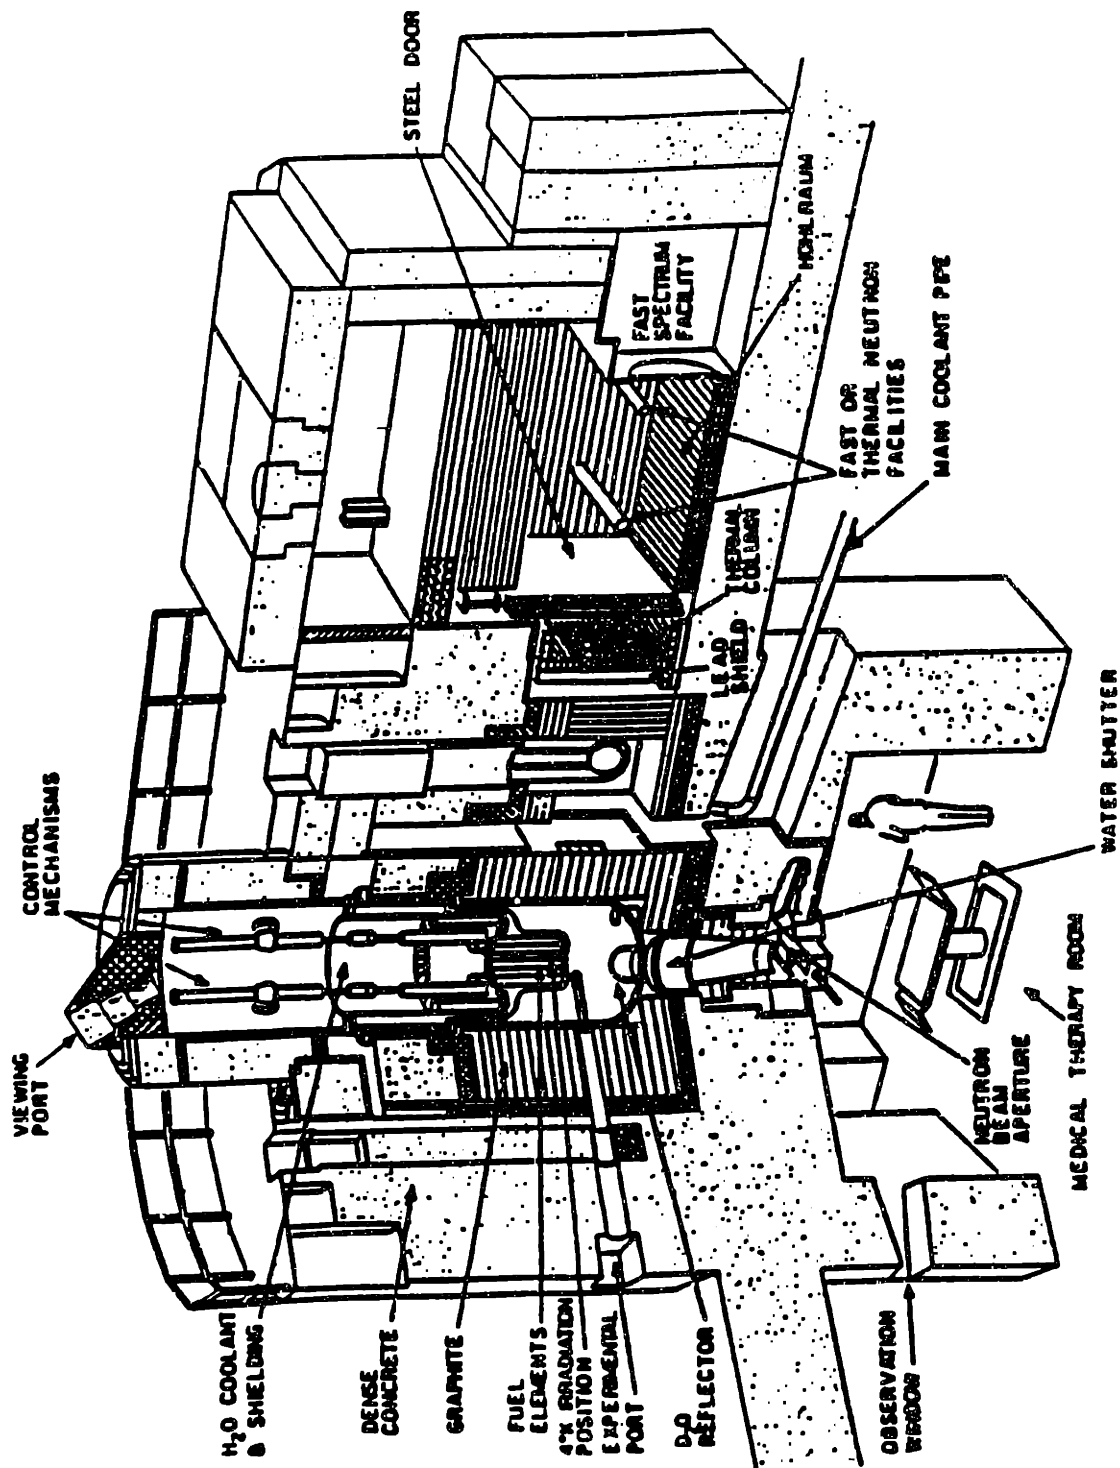 STEEL DOOR
CONTROL
MECHANISMS
VIEWING
PORT
FAST
SPECTRUM
FACILITY
HOHLRAUM
FAST OR
THERMAL NEUTRON
FACILITIES
MAIN COOLANT PIPE
THERMAL
COLUMN
LEAD
SHIELD
WATER SHUTTER
MEDICAL THERAPY ROOM
NEUTRON
BEAM
APERTURE
H₂O COOLANT
& SHIELDING
DENSE
CONCRETE
GRAPHITE
FUEL
ELEMENTS
4°K IRRADIATION
POSITION
EXPERIMENTAL
PORT
D₂O
REFLECTOR
OBSERVATION
WINDOW